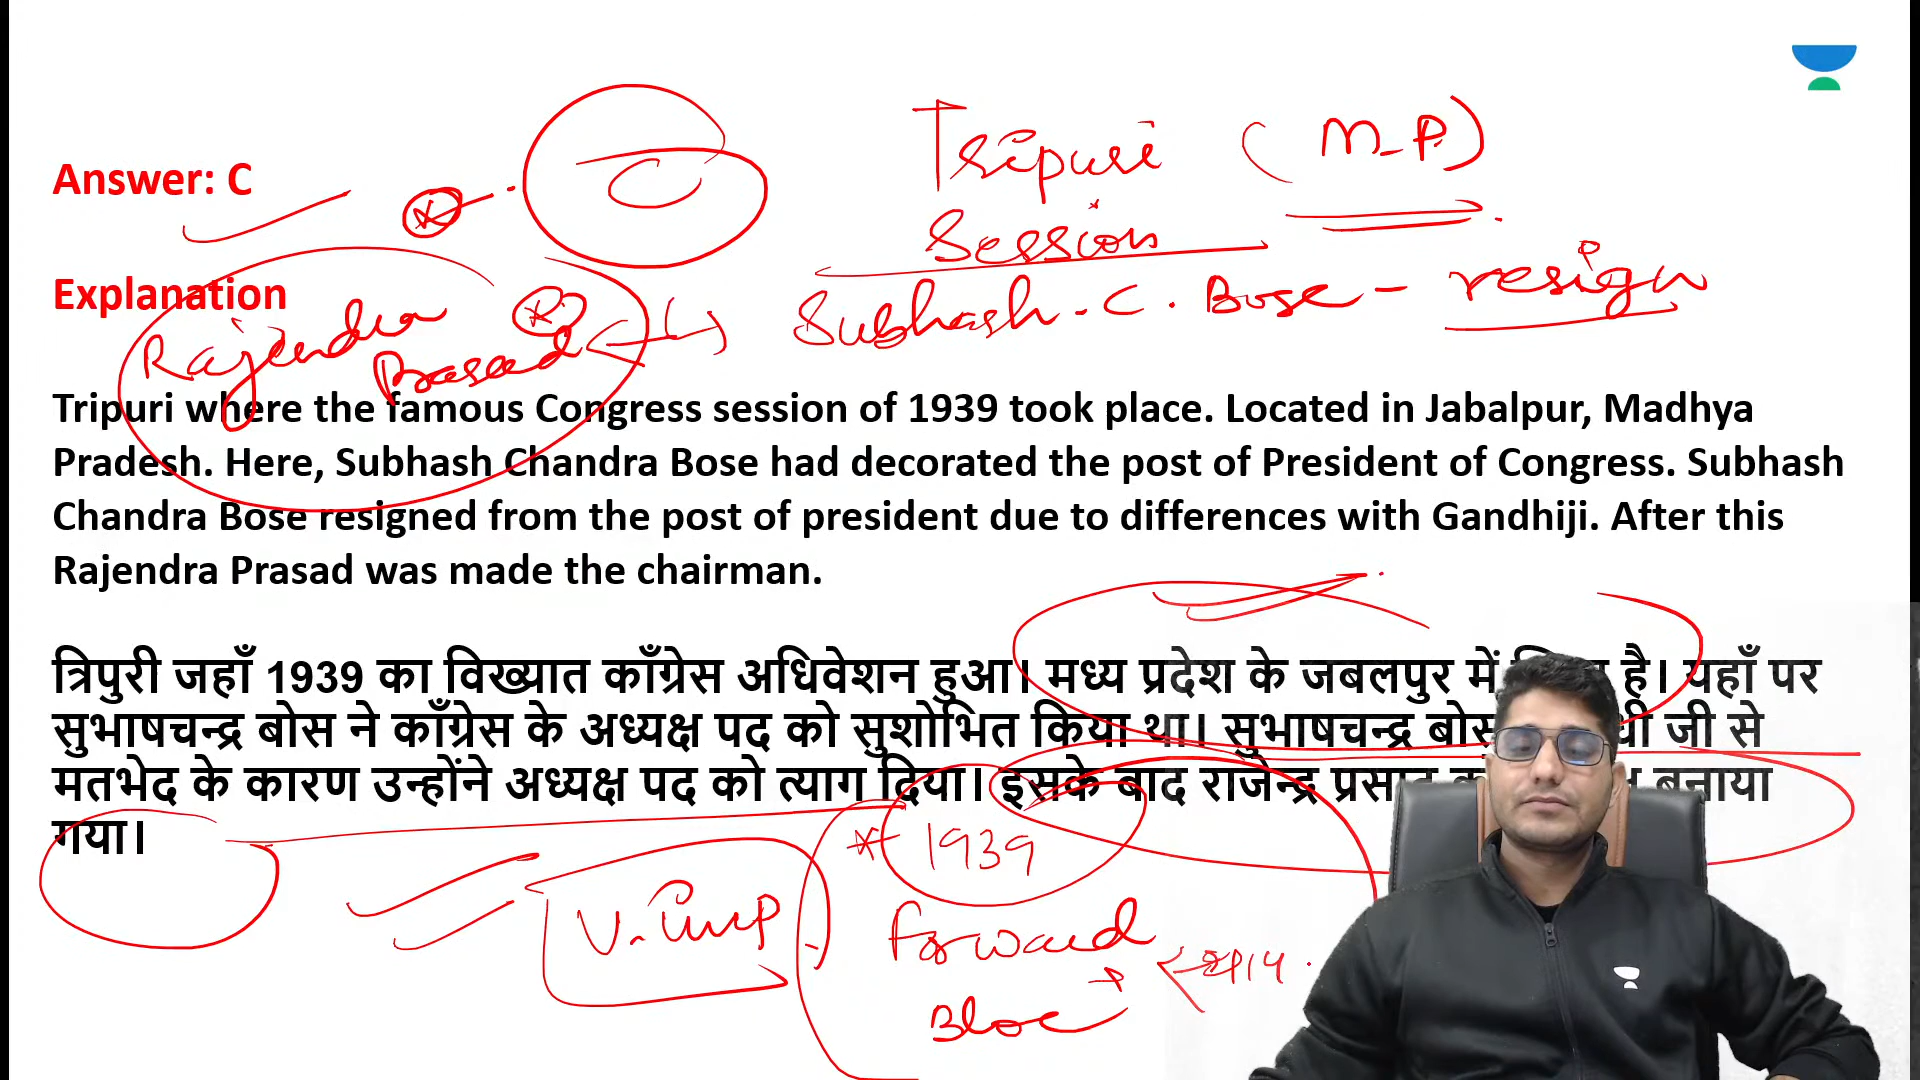 Answer: C
C
Tripuri (M.P)
Session
Explanation
Rajendra
Prasad
Subhash. C. Bose - resign
Tripuri where the famous Congress session of 1939 took place. Located in Jabalpur, Madhya
Pradesh. Here, Subhash Chandra Bose had decorated the post of President of Congress. Subhash
Chandra Bose resigned from the post of president due to differences with Gandhiji. After this
Rajendra Prasad was made the chairman.
त्रिपुरी जहाँ 1939 का विख्यात काँग्रेस अधिवेशन हुआ। मध्य प्रदेश के जबलपुर में है। यहाँ पर
सुभाषचन्द्र बोस ने काँग्रेस के अध्यक्ष पद को सुशोभित किया था। सुभाषचन्द्र बोस जी से
मतभेद के कारण उन्होंने अध्यक्ष पद को त्याग दिया। इसके बाद राजेन्द्र बनाया
गया।
1939
V. Imp
Forward
Bloc